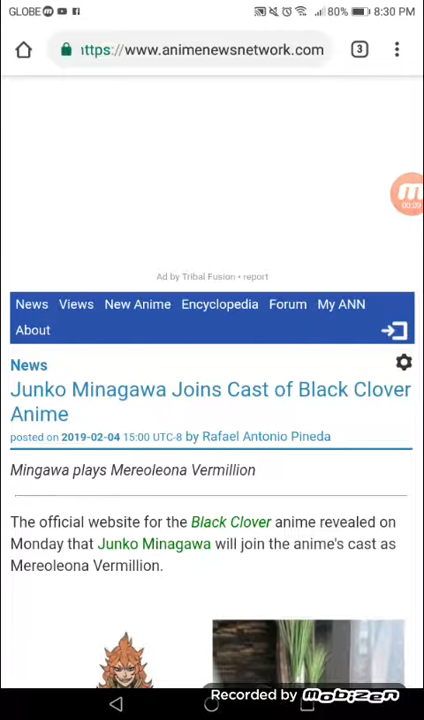 GLOBE 80% 8:30 PM
ttps://www.animenewsnetwork.com 3
00:09
Ad by Tribal Fusion • report
News Views New Anime Encyclopedia Forum My ANN
About
News
Junko Minagawa Joins Cast of Black Clover
Anime
posted on 2019-02-04 15:00 UTC-8 by Rafael Antonio Pineda
Mingawa plays Mereoleona Vermillion
The official website for the Black Clover anime revealed on
Monday that Junko Minagawa will join the anime's cast as
Mereoleona Vermillion.
Recorded by mobizen